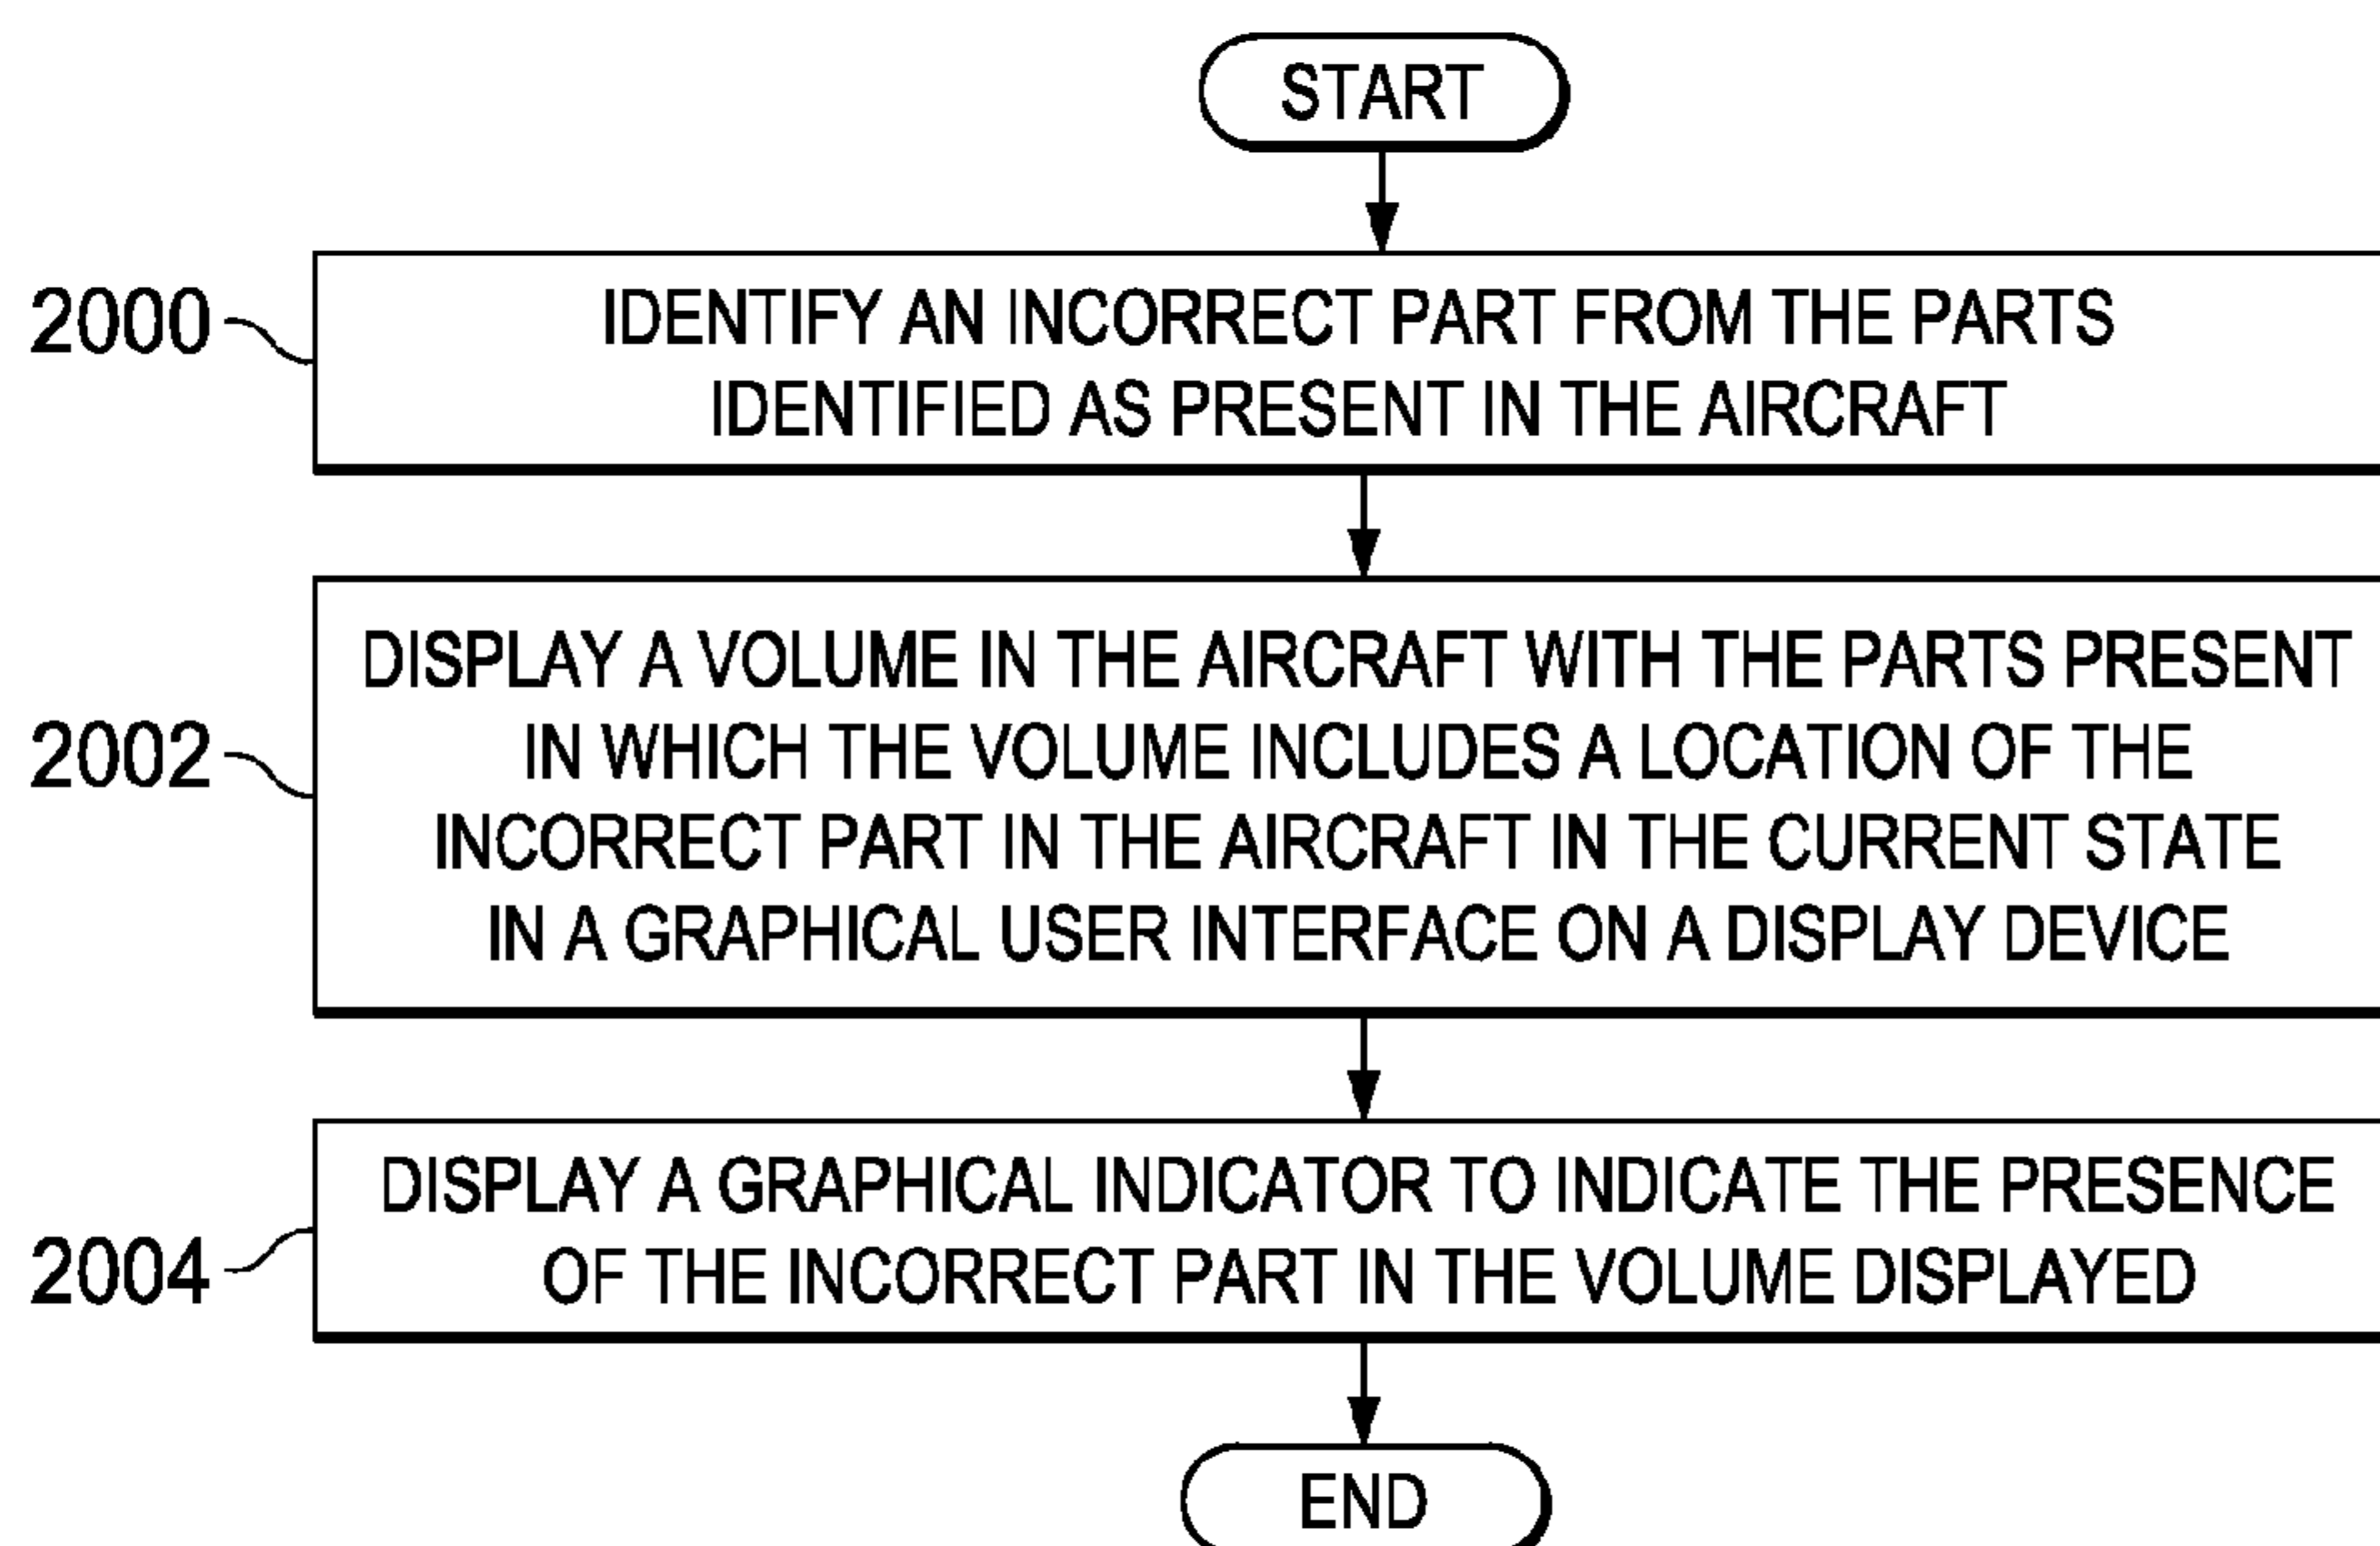 START
2000
IDENTIFY AN INCORRECT PART FROM THE PARTS
IDENTIFIED AS PRESENT IN THE AIRCRAFT
2002
DISPLAY A VOLUME IN THE AIRCRAFT WITH THE PARTS PRESENT
IN WHICH THE VOLUME INCLUDES A LOCATION OF THE
INCORRECT PART IN THE AIRCRAFT IN THE CURRENT STATE
IN A GRAPHICAL USER INTERFACE ON A DISPLAY DEVICE
2004
DISPLAY A GRAPHICAL INDICATOR TO INDICATE THE PRESENCE
OF THE INCORRECT PART IN THE VOLUME DISPLAYED
END